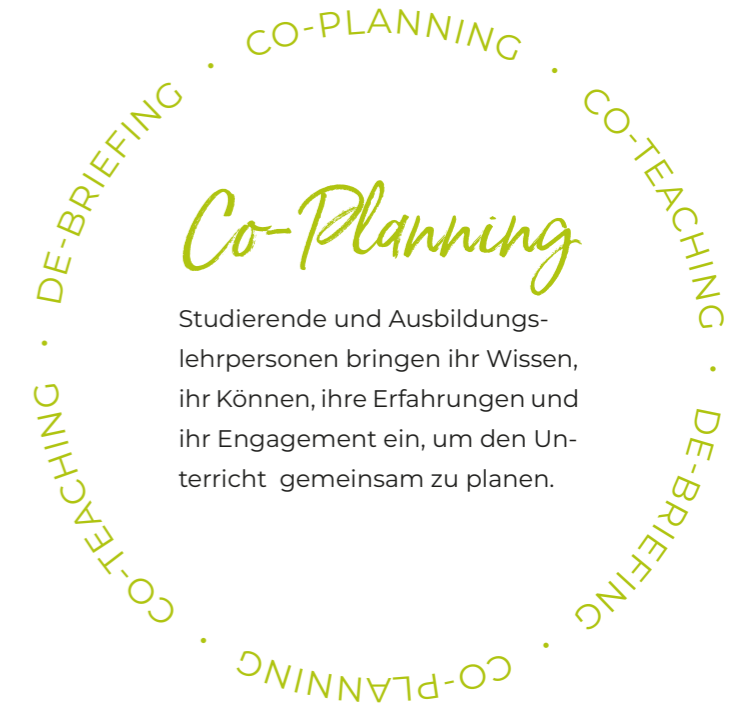 CO-PLANNING · CO-TEACHING · DE-BRIEFING · CO-PLANNING · CO-TEACHING · DE-BRIEFING ·
Co-Planning
Studierende und Ausbildungs-
lehrpersonen bringen ihr Wissen,
ihr Können, ihre Erfahrungen und
ihr Engagement ein, um den Un-
terricht  gemeinsam zu planen.